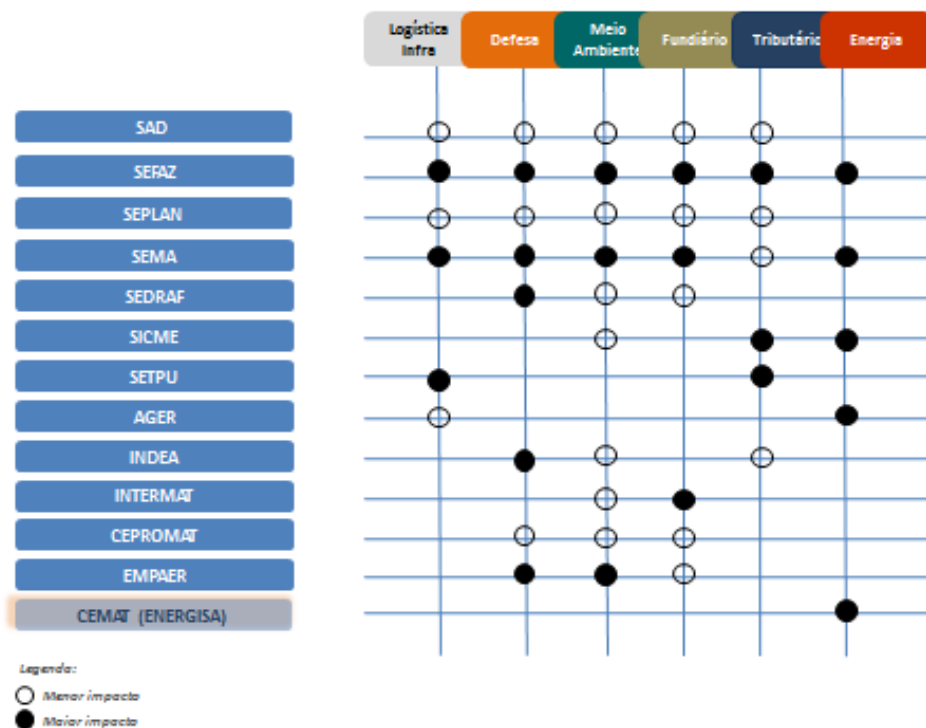 Logística
Infra
Defesa
Meio
Ambiente
Fundiário
Tributário
Energia
SAD
SEFAZ
SEPLAN
SEMA
SEDRAF
SICME
SETPU
AGER
INDEA
INTERMAT
CEPROMAT
EMPAER
CEMAT (ENERGISA)
Legenda:
Menor impacto
Maior impacto